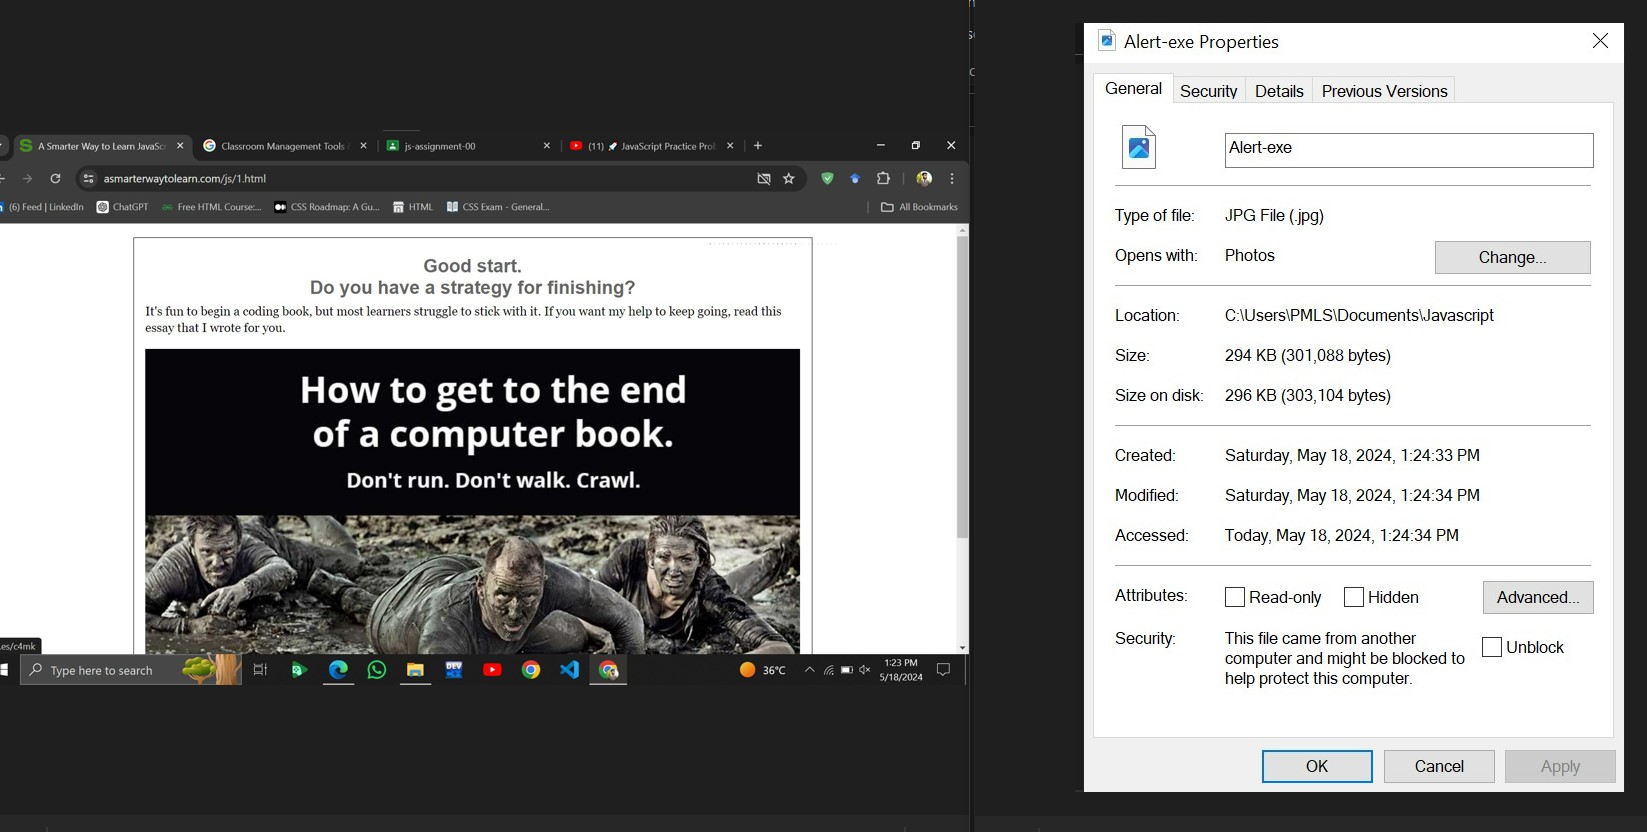 A Smarter Way to Learn JavaSc
Classroom Management Tools
js-assignment-00
(11) 🚀 JavaScript Practice Pro
asmarterwaytolearn.com/js/1.html
(6) Feed | LinkedIn
ChatGPT
Free HTML Course:...
CSS Roadmap: A Gu...
HTML
CSS Exam - General...
All Bookmarks
Good start.
Do you have a strategy for finishing?
It's fun to begin a coding book, but most learners struggle to stick with it. If you want my help to keep going, read this
essay that I wrote for you.
How to get to the end
of a computer book.
Don't run. Don't walk. Crawl.
.es/c4mk
Type here to search
DEV
36°C
1:23 PM
5/18/2024
Alert-exe Properties
General
Security
Details
Previous Versions
Alert-exe
Type of file: JPG File (.jpg)
Opens with: Photos
Change...
Location: C:\Users\PMLS\Documents\Javascript
Size: 294 KB (301,088 bytes)
Size on disk: 296 KB (303,104 bytes)
Created: Saturday, May 18, 2024, 1:24:33 PM
Modified: Saturday, May 18, 2024, 1:24:34 PM
Accessed: Today, May 18, 2024, 1:24:34 PM
Attributes: Read-only Hidden
Advanced...
Security: This file came from another
computer and might be blocked to
help protect this computer.
Unblock
OK
Cancel
Apply